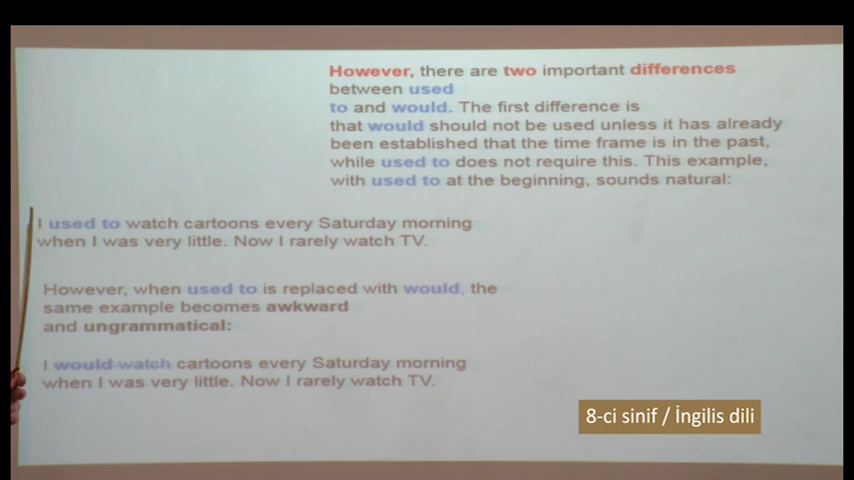 However, there are two important differences
between used
to and would. The first difference is
that would should not be used unless it has already
been established that the time frame is in the past,
while used to does not require this. This example,
with used to at the beginning, sounds natural:
I used to watch cartoons every Saturday morning
when I was very little. Now I rarely watch TV.
However, when used to is replaced with would, the
same example becomes awkward
and ungrammatical:
I would watch cartoons every Saturday morning
when I was very little. Now I rarely watch TV.
8-ci sinif / İngilis dili